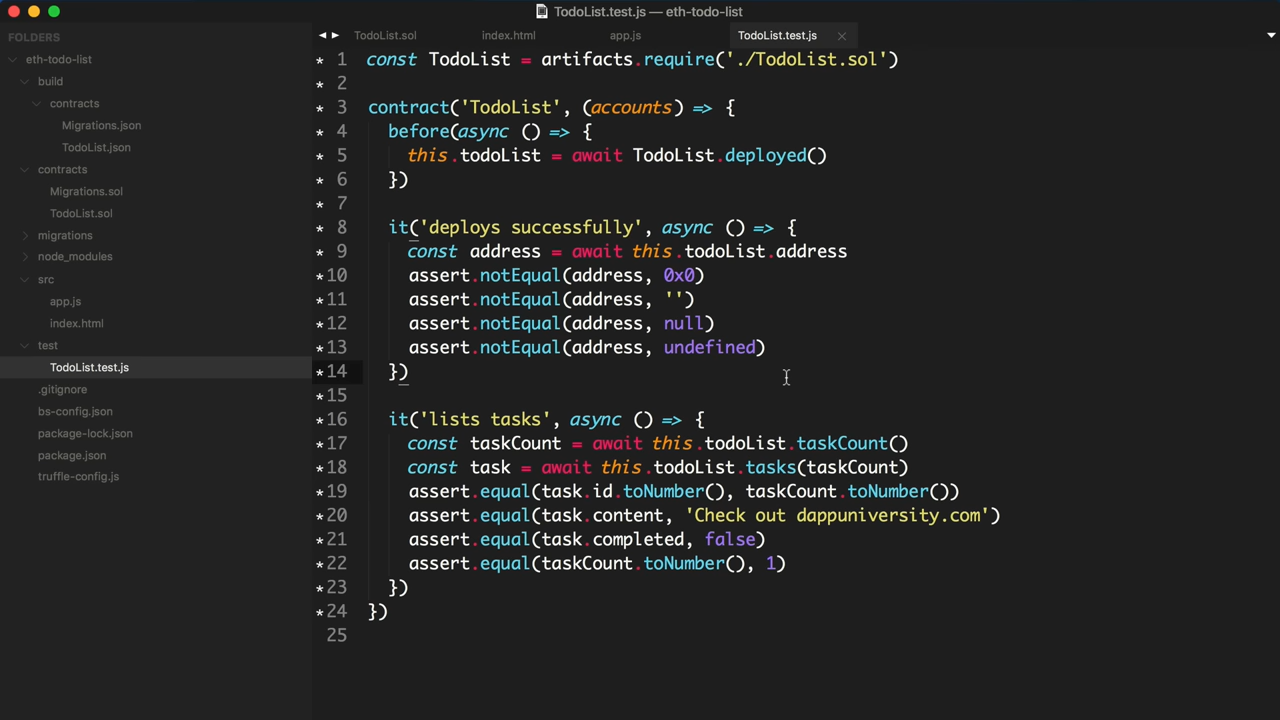 TodoList.test.js — eth-todo-list
FOLDERS
eth-todo-list
build
contracts
Migrations.json
TodoList.json
contracts
Migrations.sol
TodoList.sol
migrations
node_modules
src
app.js
index.html
test
TodoList.test.js
.gitignore
bs-config.json
package-lock.json
package.json
truffle-config.js
TodoList.sol index.html app.js TodoList.test.js
* 1 const TodoList = artifacts.require('./TodoList.sol')
* 2
* 3 contract('TodoList', (accounts) => {
* 4   before(async () => {
* 5     this.todoList = await TodoList.deployed()
* 6   })
* 7
* 8   it('deploys successfully', async () => {
* 9     const address = await this.todoList.address
*10     assert.notEqual(address, 0x0)
*11     assert.notEqual(address, '')
*12     assert.notEqual(address, null)
*13     assert.notEqual(address, undefined)
*14   })
*15
*16   it('lists tasks', async () => {
*17     const taskCount = await this.todoList.taskCount()
*18     const task = await this.todoList.tasks(taskCount)
*19     assert.equal(task.id.toNumber(), taskCount.toNumber())
*20     assert.equal(task.content, 'Check out dappuniversity.com')
*21     assert.equal(task.completed, false)
*22     assert.equal(taskCount.toNumber(), 1)
*23   })
*24 })
25